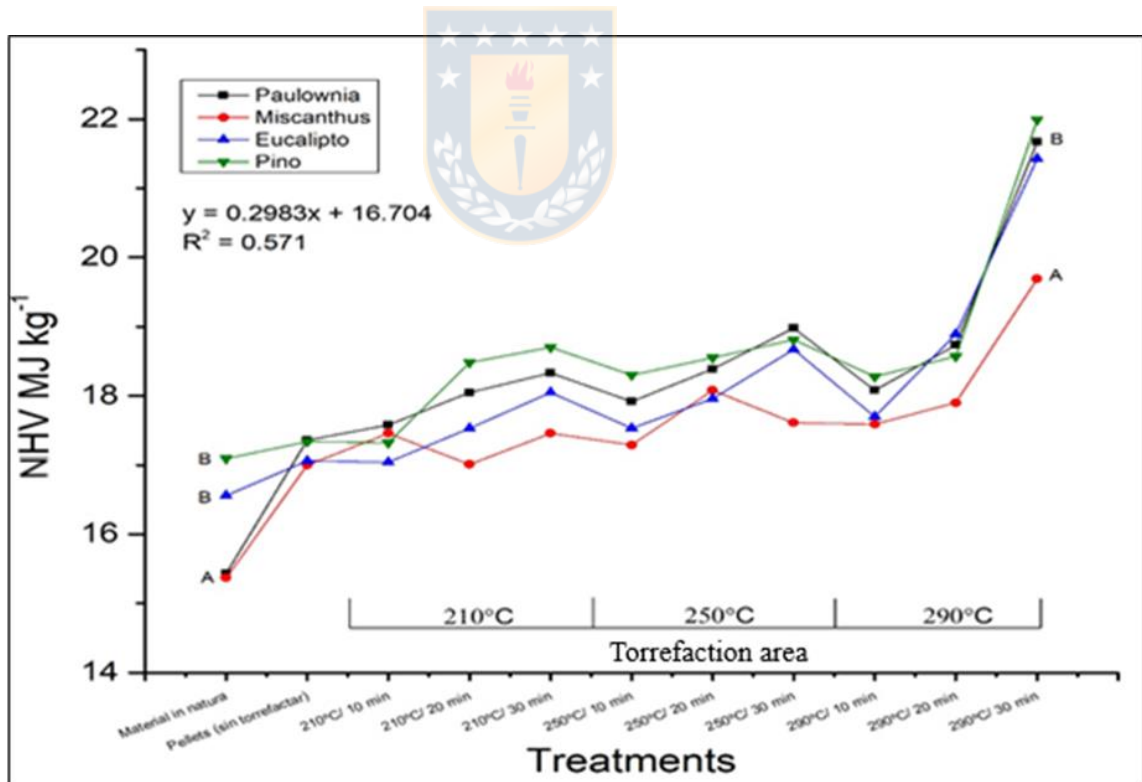 Paulownia
Miscanthus
Eucalipto
Pino
y = 0.2983x + 16.704
R² = 0.571
NHV MJ kg⁻¹
22
20
18
16
14
B
B
A
B
A
210°C 250°C 290°C
Torrefaction area
Material in natura
Pellets (sin torrefactar)
210°C/ 10 min
210°C/ 20 min
210°C/ 30 min
250°C/ 10 min
250°C/ 20 min
250°C/ 30 min
290°C/ 10 min
290°C/ 20 min
290°C/ 30 min
Treatments